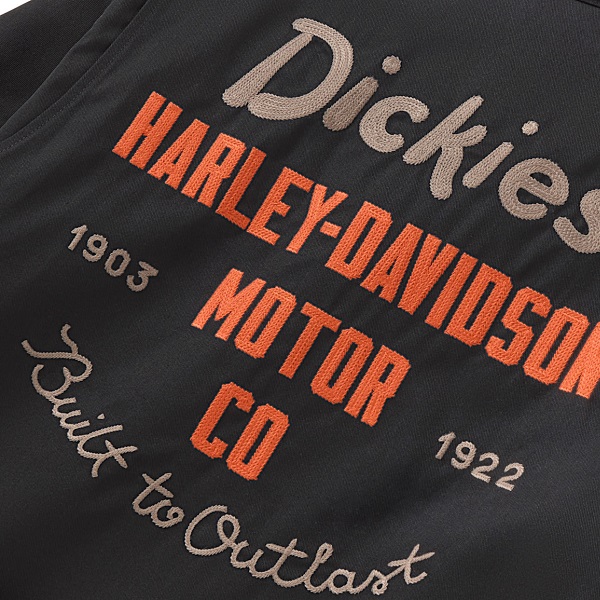 Dickies
HARLEY-DAVIDSON
1903
MOTOR
CO
1922
Built to Outlast